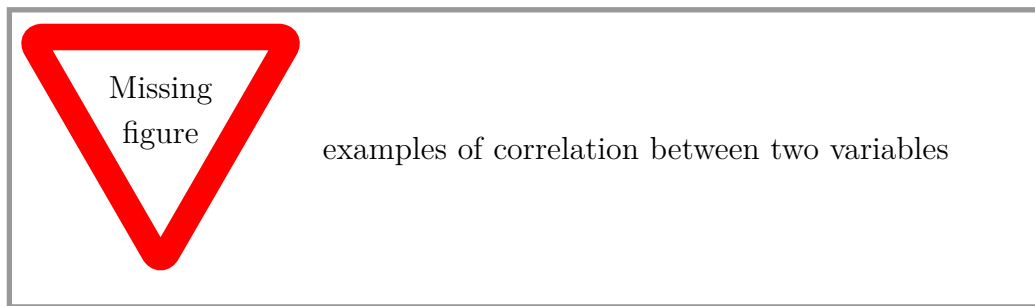 Missing
figure
examples of correlation between two variables